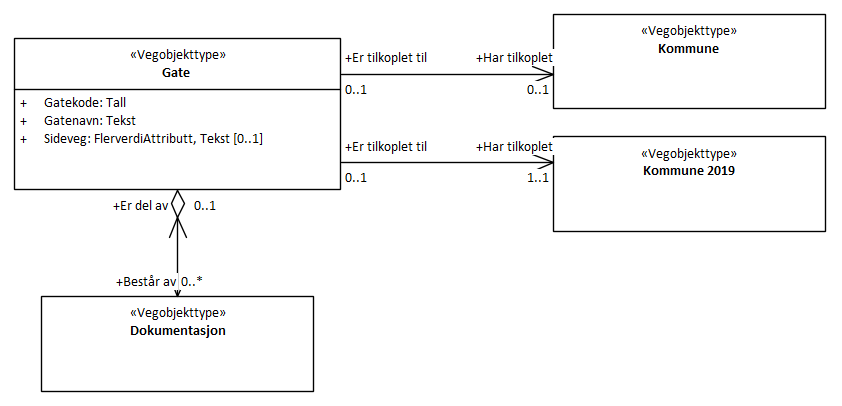 «Vegobjekttype»
Gate
+ Gatekode: Tall
+ Gatenavn: Tekst
+ Sideveg: FlerverdiAttributt, Tekst [0..1]
+Er tilkoplet til
+Har tilkoplet
0..1
0..1
«Vegobjekttype»
Kommune
+Er tilkoplet til
+Har tilkoplet
0..1
1..1
«Vegobjekttype»
Kommune 2019
+Er del av
0..1
+Består av
0..*
«Vegobjekttype»
Dokumentasjon